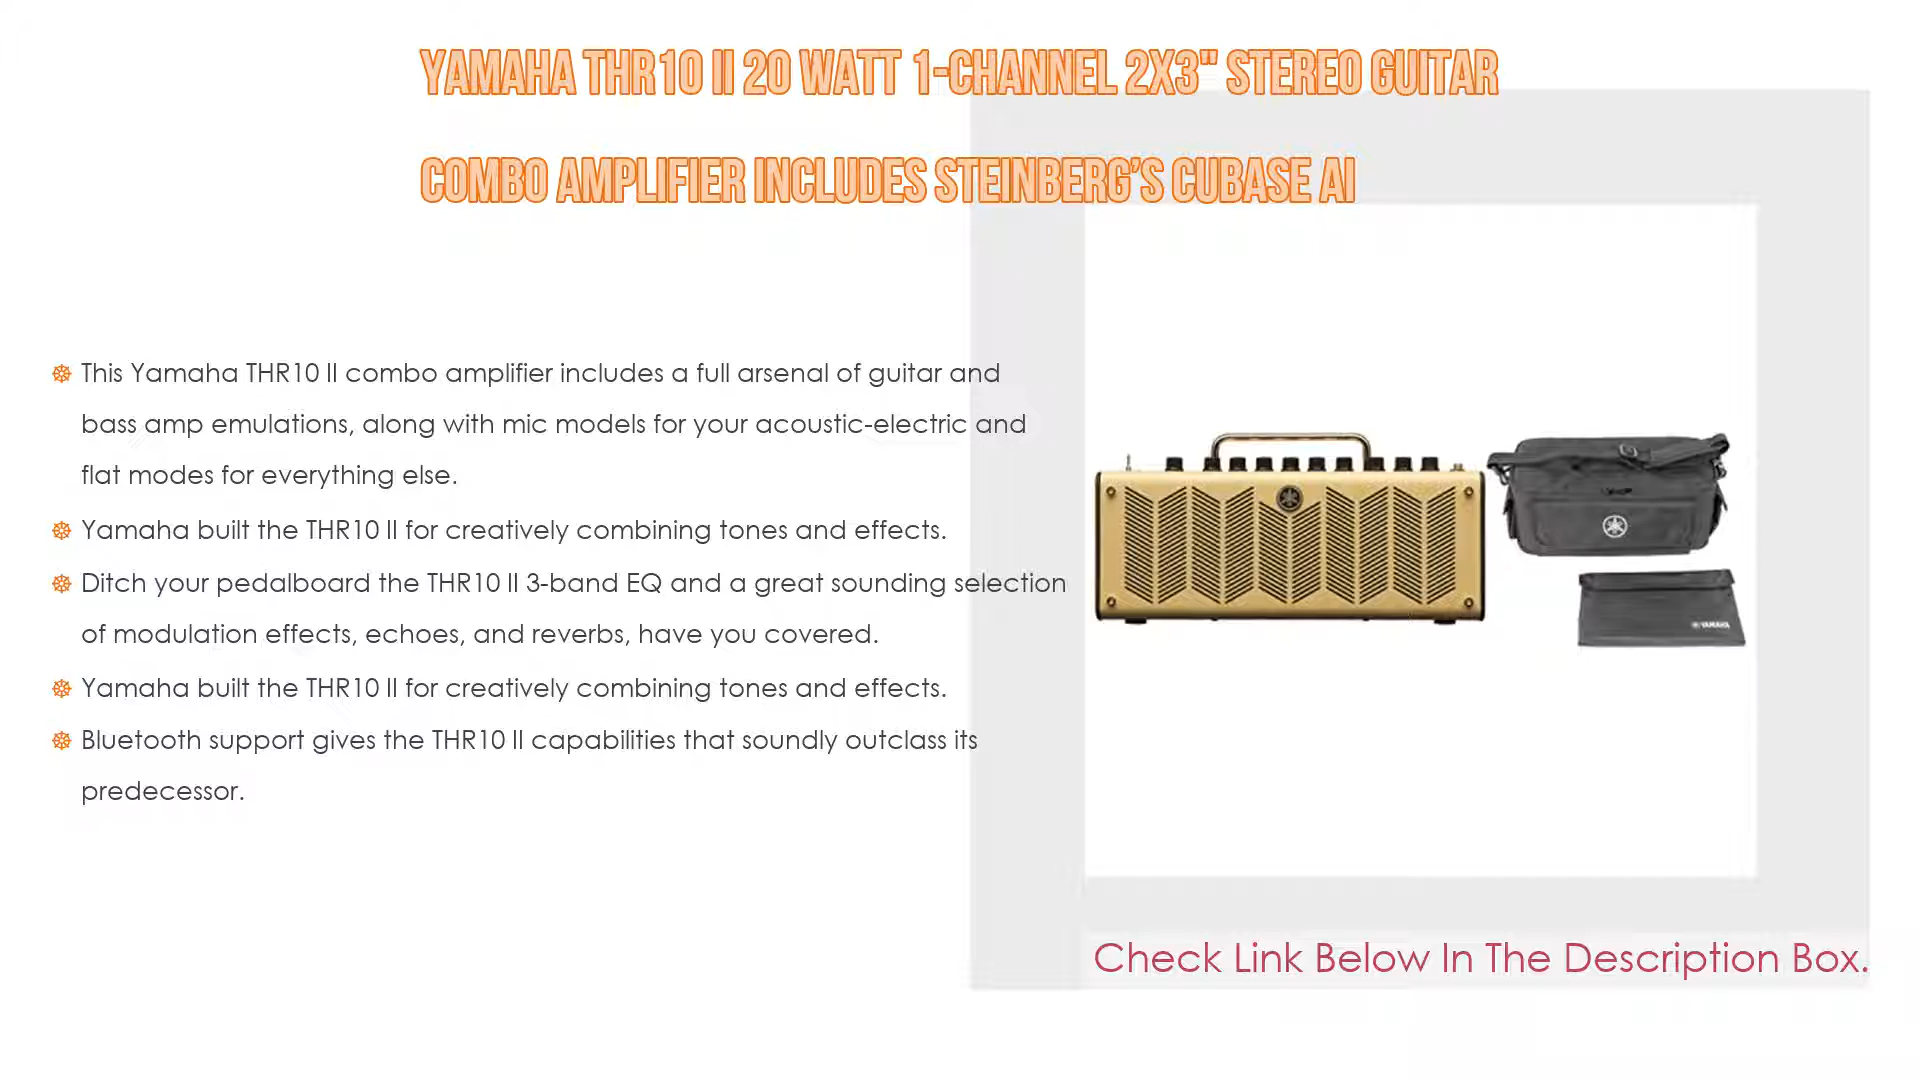 YAMAHA THR10 II 20 WATT 1-CHANNEL 2X3" STEREO GUITAR
COMBO AMPLIFIER INCLUDES STEINBERG'S CUBASE AI
This Yamaha THR10 II combo amplifier includes a full arsenal of guitar and
bass amp emulations, along with mic models for your acoustic-electric and
flat modes for everything else.
Yamaha built the THR10 II for creatively combining tones and effects.
Ditch your pedalboard the THR10 II 3-band EQ and a great sounding selection
of modulation effects, echoes, and reverbs, have you covered.
Yamaha built the THR10 II for creatively combining tones and effects.
Bluetooth support gives the THR10 II capabilities that soundly outclass its
predecessor.
YAMAHA
Check Link Below In The Description Box.